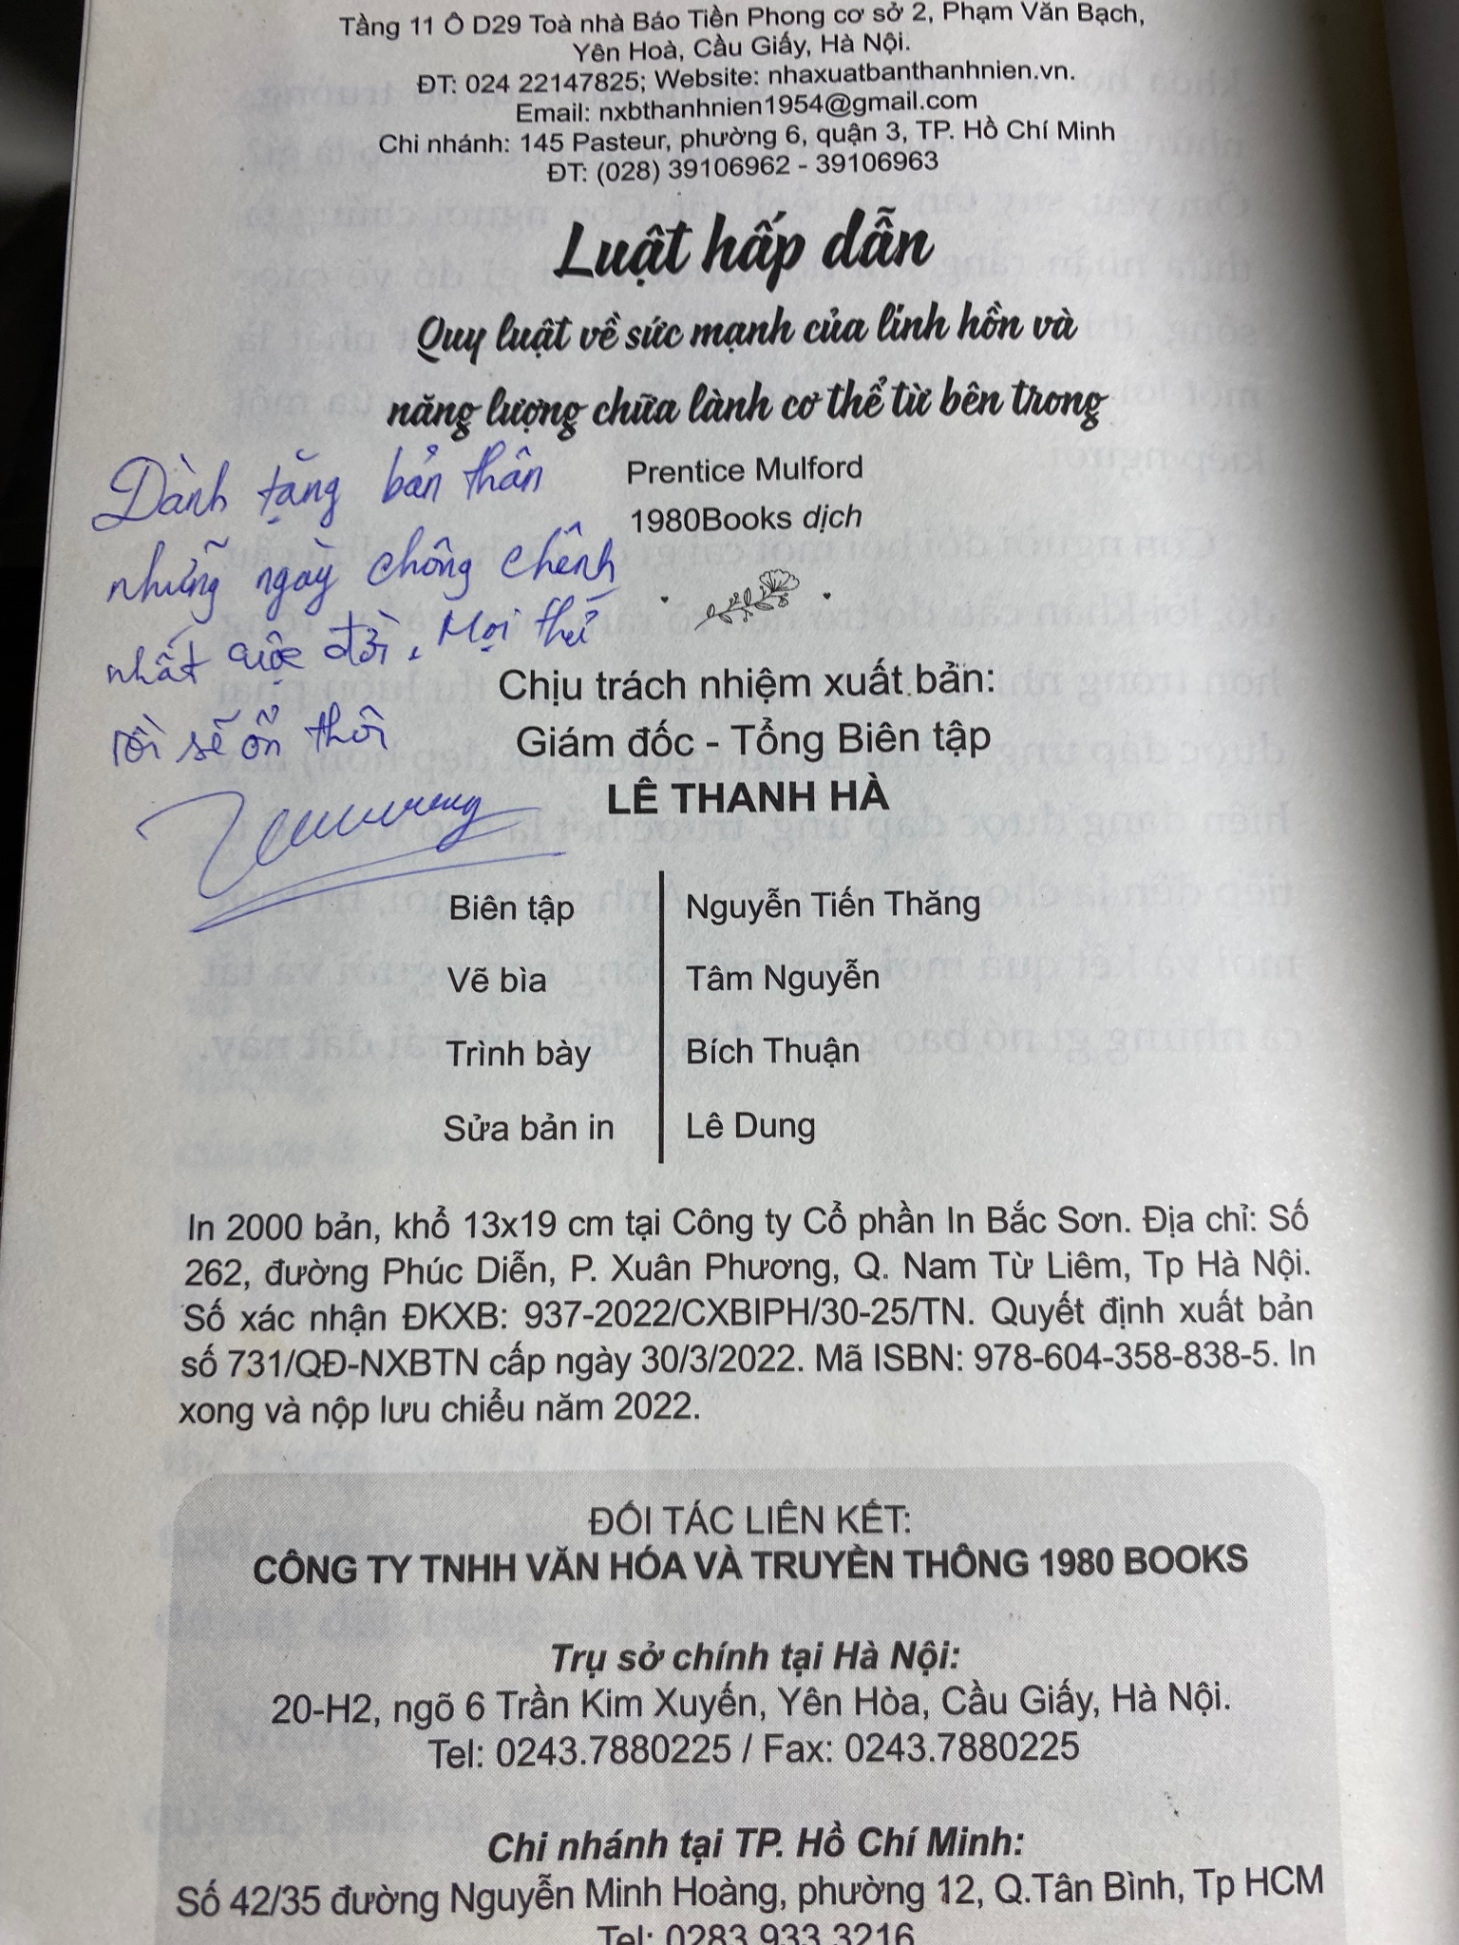 Tầng 11 Ô D29 Toà nhà Báo Tiền Phong cơ sở 2, Phạm Văn Bạch,
Yên Hoà, Cầu Giấy, Hà Nội.
ĐT: 024 22147825; Website: nhaxuatbanthanhnien.vn.
Email: nxbthanhnien1954@gmail.com
Chi nhánh: 145 Pasteur, phường 6, quận 3, TP. Hồ Chí Minh
ĐT: (028) 39106962 - 39106963
Luật hấp dẫn
Quy luật về sức mạnh của linh hồn và
năng lượng chữa lành cơ thể từ bên trong
Prentice Mulford
1980Books dịch
Dành tặng bản thân
những ngày chông chênh
nhất cuộc đời. Mọi thứ
rồi sẽ ổn thôi
Chịu trách nhiệm xuất bản:
Giám đốc - Tổng Biên tập
LÊ THANH HÀ
Biên tập Nguyễn Tiến Thăng
Vẽ bìa Tâm Nguyễn
Trình bày Bích Thuận
Sửa bản in Lê Dung
In 2000 bản, khổ 13x19 cm tại Công ty Cổ phần In Bắc Sơn. Địa chỉ: Số
262, đường Phúc Diễn, P. Xuân Phương, Q. Nam Từ Liêm, Tp Hà Nội.
Số xác nhận ĐKXB: 937-2022/CXBIPH/30-25/TN. Quyết định xuất bản
số 731/QĐ-NXBTN cấp ngày 30/3/2022. Mã ISBN: 978-604-358-838-5. In
xong và nộp lưu chiểu năm 2022.
ĐỐI TÁC LIÊN KẾT:
CÔNG TY TNHH VĂN HÓA VÀ TRUYỀN THÔNG 1980 BOOKS
Trụ sở chính tại Hà Nội:
20-H2, ngõ 6 Trần Kim Xuyến, Yên Hòa, Cầu Giấy, Hà Nội.
Tel: 0243.7880225 / Fax: 0243.7880225
Chi nhánh tại TP. Hồ Chí Minh:
Số 42/35 đường Nguyễn Minh Hoàng, phường 12, Q.Tân Bình, Tp HCM
Tel: 0283.933.3216